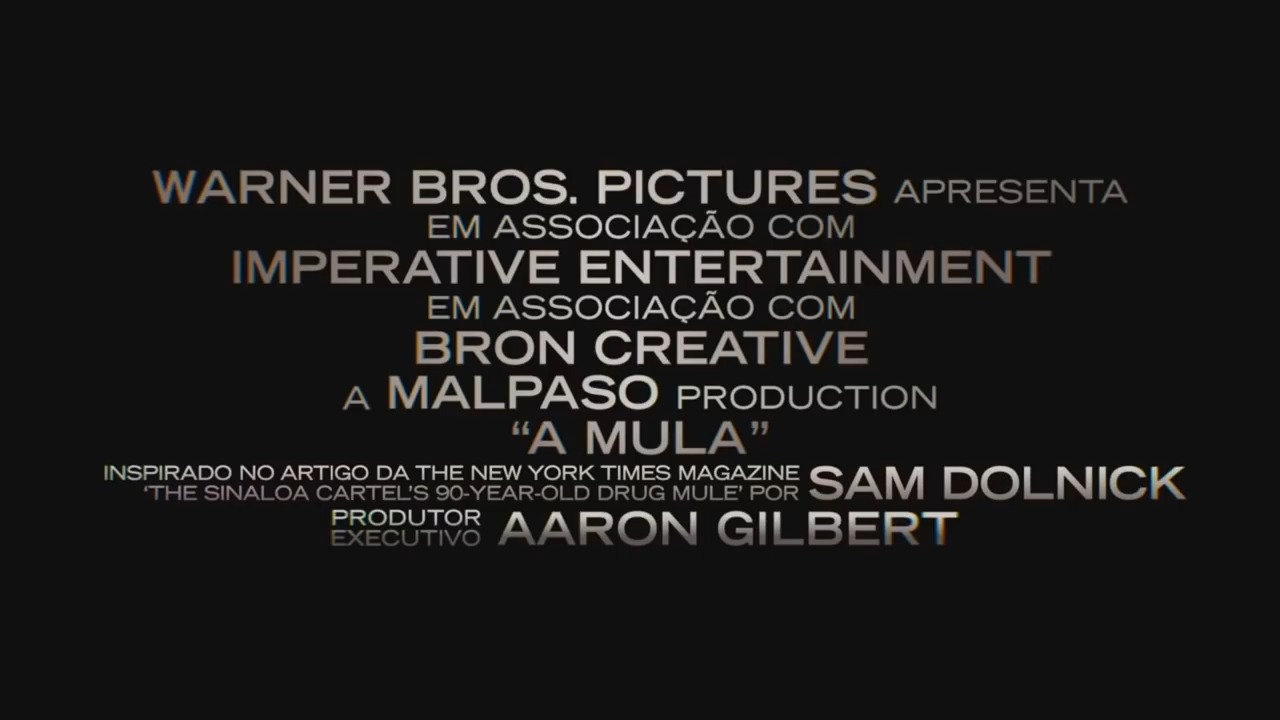 WARNER BROS. PICTURES APRESENTA
EM ASSOCIAÇÃO COM
IMPERATIVE ENTERTAINMENT
EM ASSOCIAÇÃO COM
BRON CREATIVE
A MALPASO PRODUCTION
“A MULA”
INSPIRADO NO ARTIGO DA THE NEW YORK TIMES MAGAZINE
‘THE SINALOA CARTEL’S 90-YEAR-OLD DRUG MULE’ POR SAM DOLNICK
PRODUTOR
EXECUTIVO AARON GILBERT